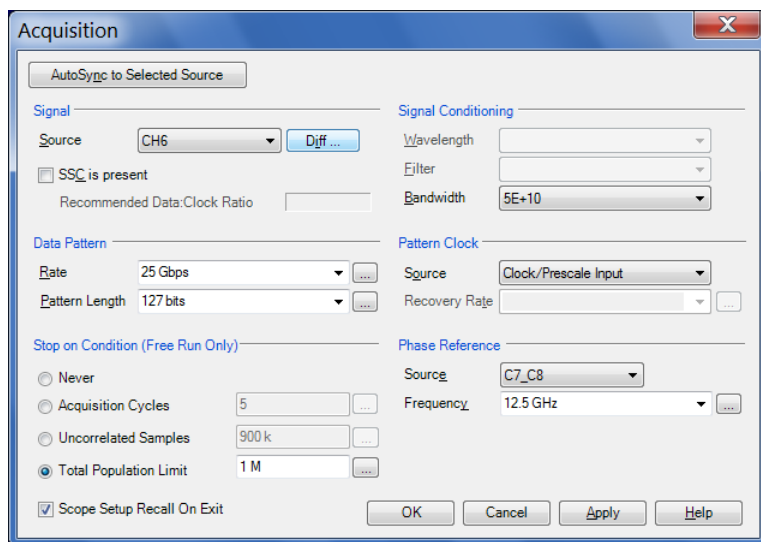 Acquisition
AutoSync to Selected Source
Signal
Source CH6 Diff ...
SSC is present
Recommended Data:Clock Ratio
Signal Conditioning
Wavelength
Filter
Bandwidth 5E+10
Data Pattern
Rate 25 Gbps ...
Pattern Length 127 bits ...
Pattern Clock
Source Clock/Prescale Input
Recovery Rate ...
Stop on Condition (Free Run Only)
Never
Acquisition Cycles 5 ...
Uncorrelated Samples 900 k ...
Total Population Limit 1 M ...
Phase Reference
Source C7_C8
Frequency 12.5 GHz ...
Scope Setup Recall On Exit
OK Cancel Apply Help